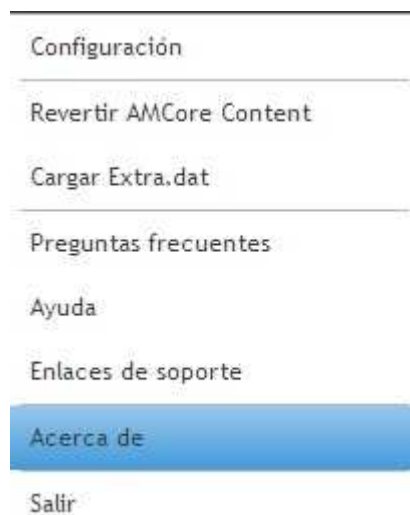 Configuración
Revertir AMCore Content
Cargar Extra.dat
Preguntas frecuentes
Ayuda
Enlaces de soporte
Acerca de
Salir